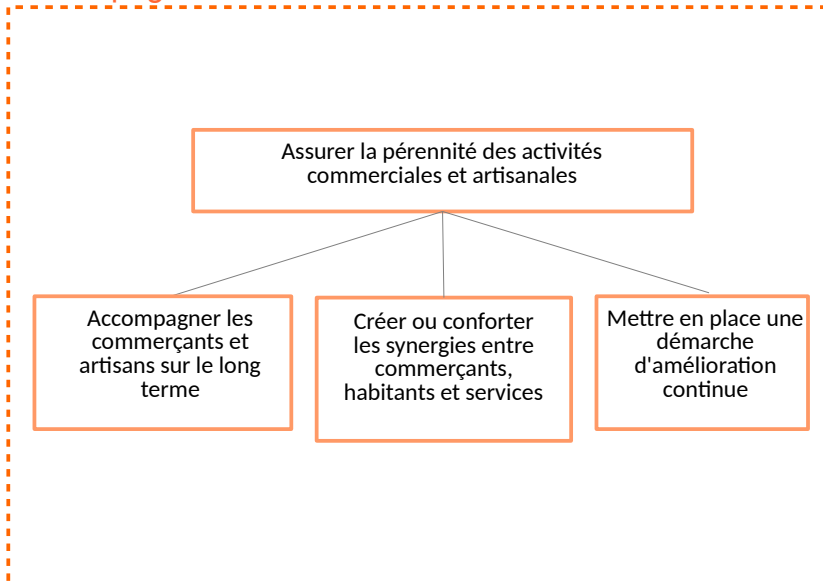 Assurer la pérennité des activités
commerciales et artisanales
Accompagner les
commerçants et
artisans sur le long
terme
Créer ou conforter
les synergies entre
commerçants,
habitants et services
Mettre en place une
démarche
d'amélioration
continue